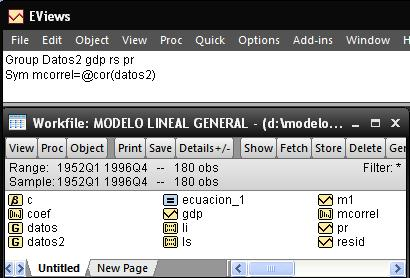 EViews
File Edit Object View Proc Quick Options Add-ins Window
Group Datos2 gdp rs pr
Sym mcorrel=@cor(datos2)
Workfile: MODELO LINEAL GENERAL - (d:\modelo...
View Proc Object Print Save Details+/- Show Fetch Store Delete
Range: 1952Q1 1996Q4 -- 180 obs Filter: *
Sample: 1952Q1 1996Q4 -- 180 obs
c ecuacion_1 m1
coef gdp mcorrel
datos li pr
datos2 ls resid
Untitled New Page